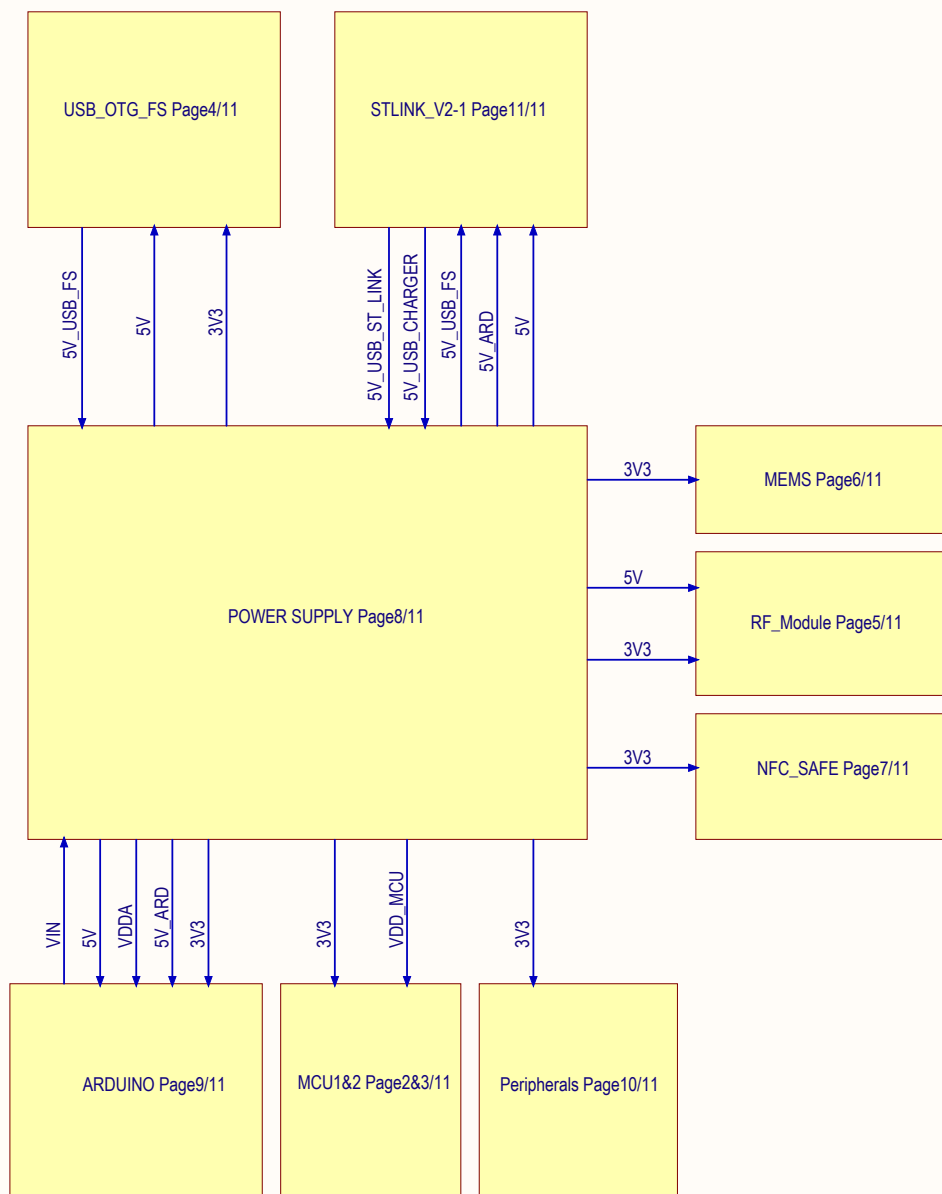 USB_OTG_FS Page4/11
STLINK_V2-1 Page11/11
5V_USB_FS
5V
3V3
5V_USB_ST_LINK
5V_USB_CHARGER
5V_USB_FS
5V_ARD
5V
3V3
MEMS Page6/11
5V
POWER SUPPLY Page8/11
RF_Module Page5/11
3V3
3V3
NFC_SAFE Page7/11
VIN
5V
VDDA
5V_ARD
3V3
3V3
VDD_MCU
3V3
ARDUINO Page9/11
MCU1&2 Page2&3/11
Peripherals Page10/11